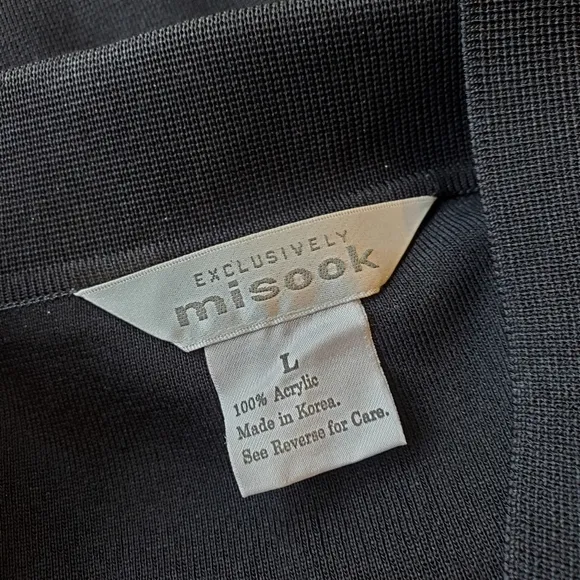 EXCLUSIVELY
misook
L
100% Acrylic
Made in Korea.
See Reverse for Care.